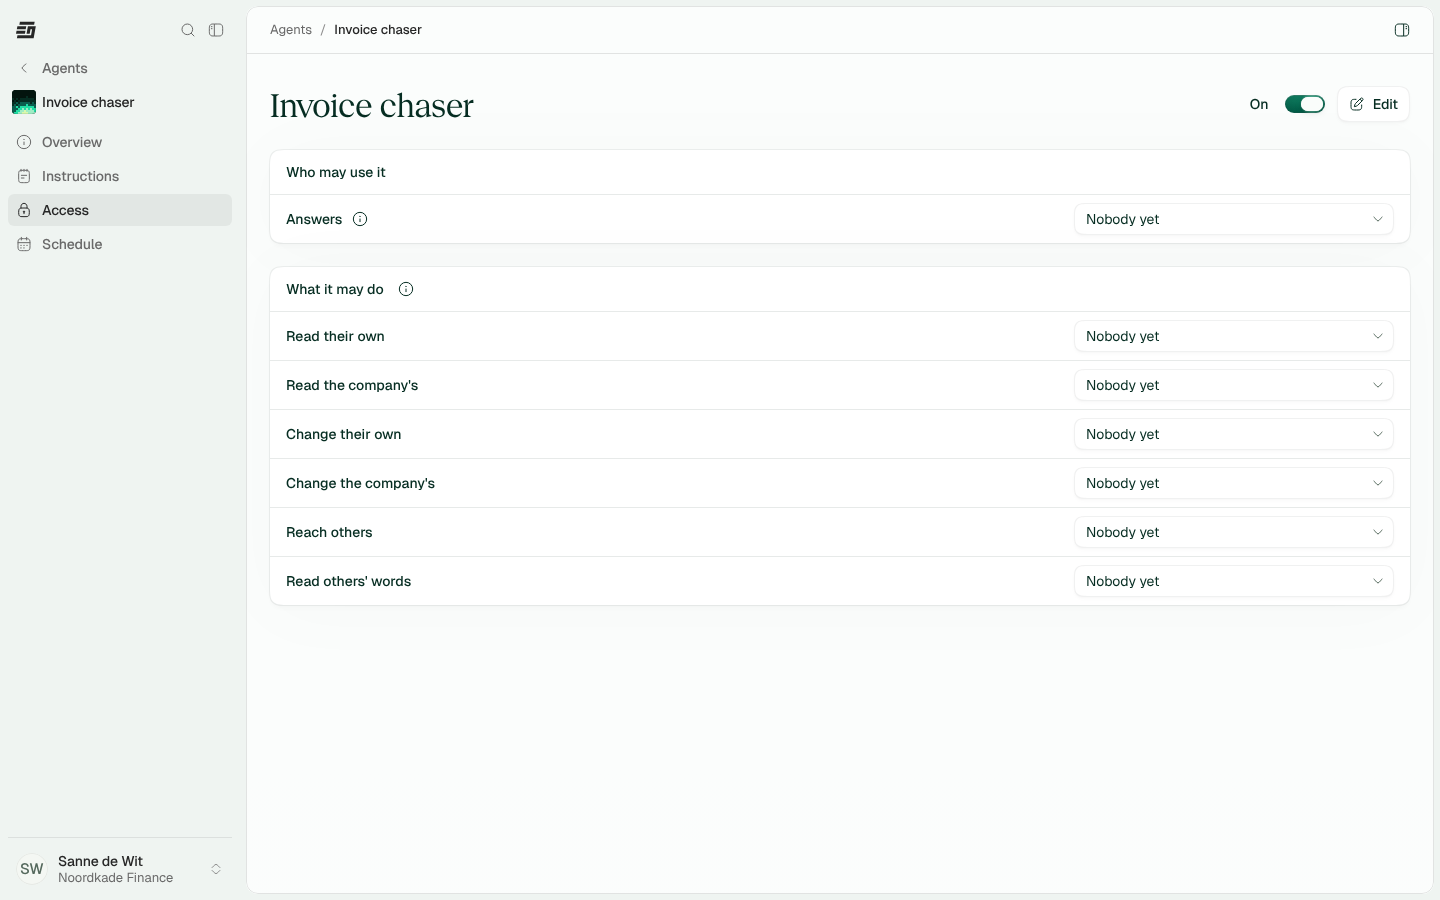 Agents / Invoice chaser
Agents
Invoice chaser
Overview
Instructions
Access
Schedule
Invoice chaser
On
Edit
Who may use it
Answers
Nobody yet
What it may do
Read their own
Nobody yet
Read the company's
Nobody yet
Change their own
Nobody yet
Change the company's
Nobody yet
Reach others
Nobody yet
Read others' words
Nobody yet
SW
Sanne de Wit
Noordkade Finance